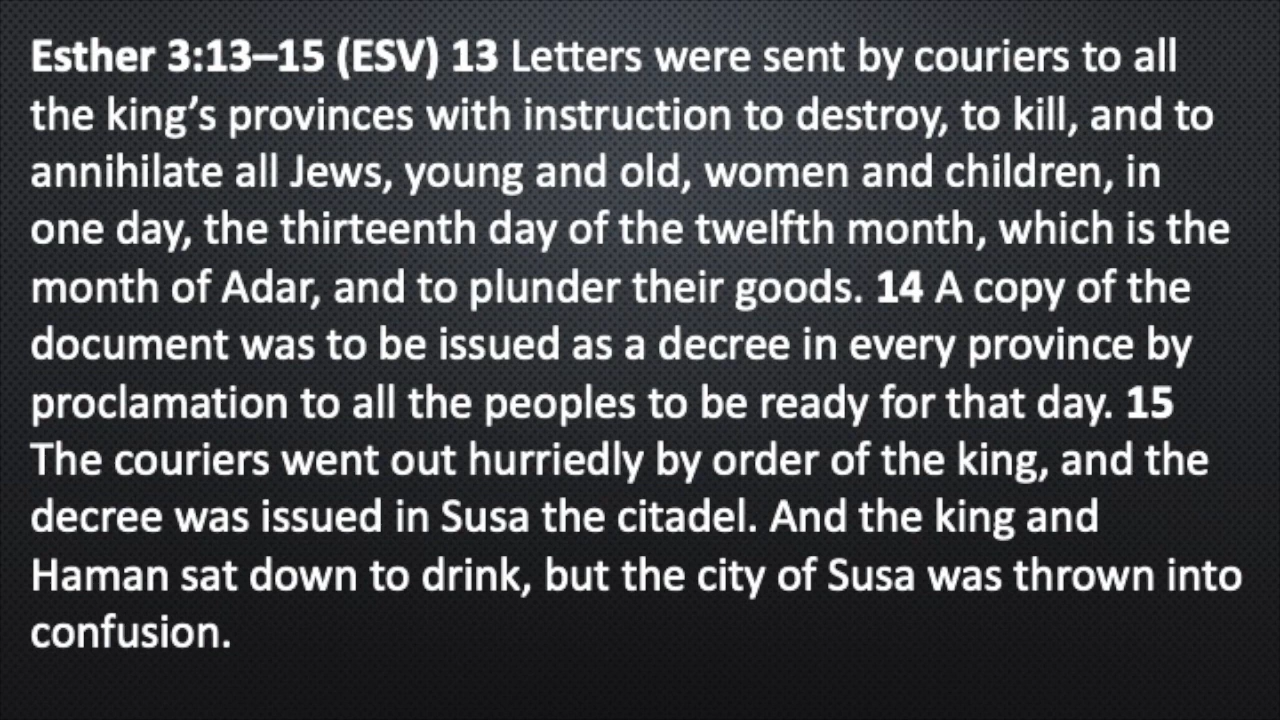 Esther 3:13–15 (ESV) 13 Letters were sent by couriers to all
the king’s provinces with instruction to destroy, to kill, and to
annihilate all Jews, young and old, women and children, in
one day, the thirteenth day of the twelfth month, which is the
month of Adar, and to plunder their goods. 14 A copy of the
document was to be issued as a decree in every province by
proclamation to all the peoples to be ready for that day. 15
The couriers went out hurriedly by order of the king, and the
decree was issued in Susa the citadel. And the king and
Haman sat down to drink, but the city of Susa was thrown into
confusion.